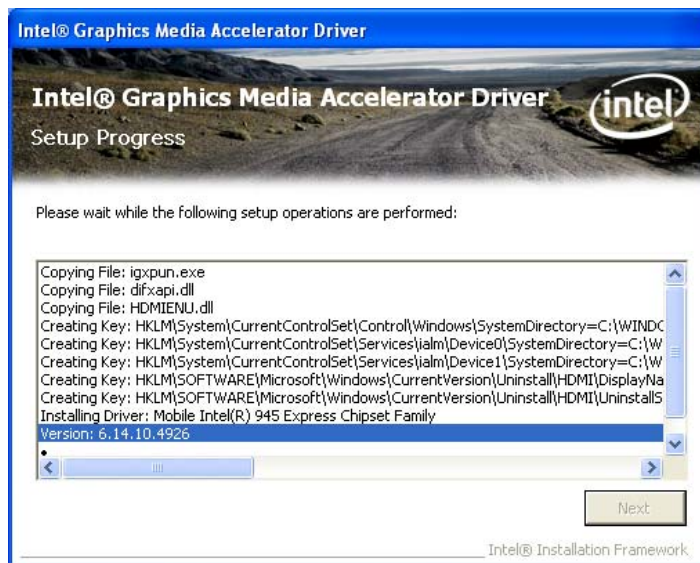 Intel® Graphics Media Accelerator Driver
Intel® Graphics Media Accelerator Driver
intel
Setup Progress
Please wait while the following setup operations are performed:
Copying File: igxpun.exe
Copying File: difxapi.dll
Copying File: HDMIENU.dll
Creating Key: HKLM\System\CurrentControlSet\Control\Windows\SystemDirectory=C:\WINDO
Creating Key: HKLM\System\CurrentControlSet\Services\ialm\Device0\SystemDirectory=C:\W
Creating Key: HKLM\System\CurrentControlSet\Services\ialm\Device1\SystemDirectory=C:\W
Creating Key: HKLM\SOFTWARE\Microsoft\Windows\CurrentVersion\Uninstall\HDMI\DisplayNa
Creating Key: HKLM\SOFTWARE\Microsoft\Windows\CurrentVersion\Uninstall\HDMI\UninstallS
Installing Driver: Mobile Intel(R) 945 Express Chipset Family
Version: 6.14.10.4926
Next
Intel® Installation Framework